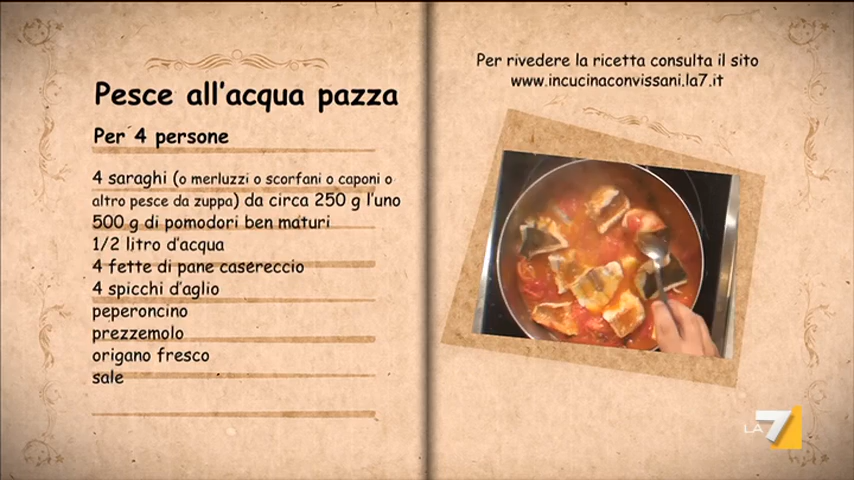 Pesce all'acqua pazza
Per 4 persone
4 saraghi (o merluzzi o scorfani o caponi o
altro pesce da zuppa) da circa 250 g l'uno
500 g di pomodori ben maturi
1/2 litro d'acqua
4 fette di pane casereccio
4 spicchi d'aglio
peperoncino
prezzemolo
origano fresco
sale
Per rivedere la ricetta consulta il sito
www.incucinaconvissani.la7.it
LA7